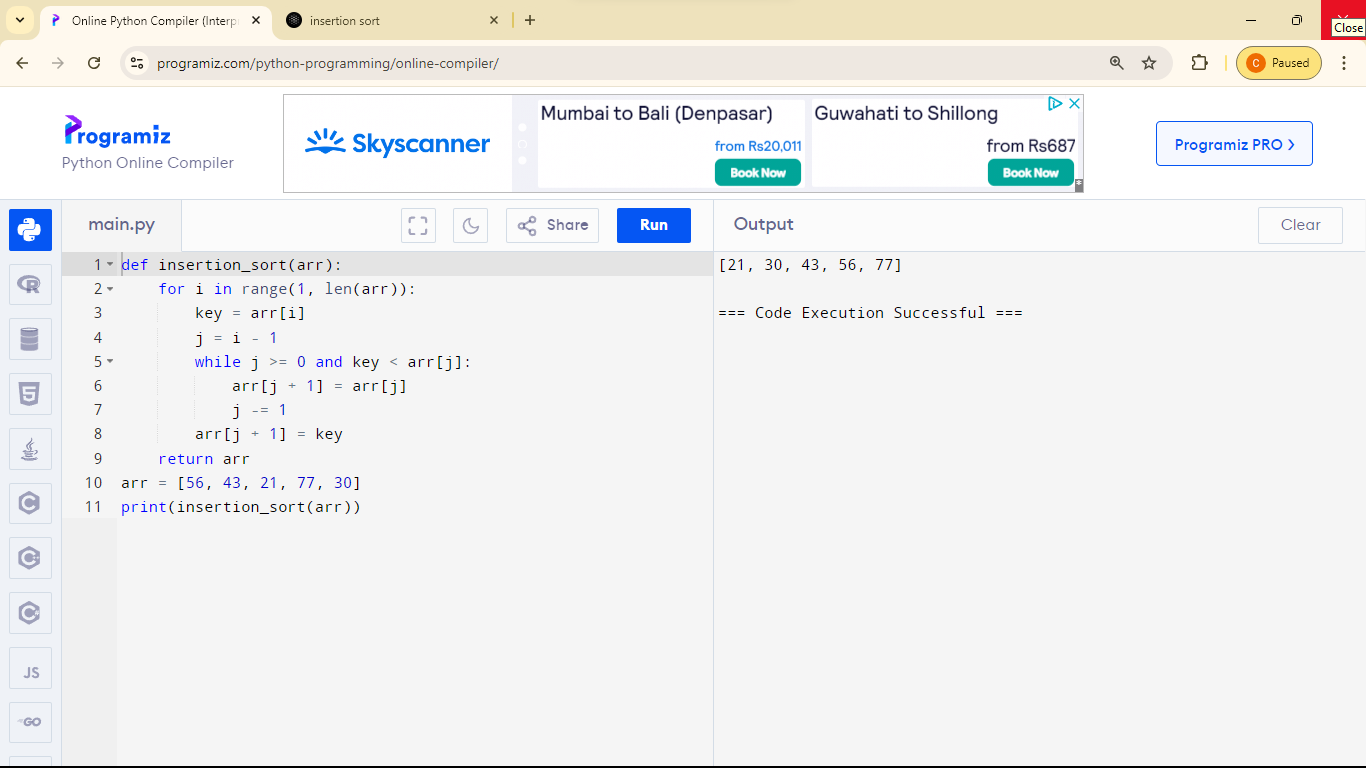 Online Python Compiler (Interp
insertion sort
Close
programiz.com/python-programming/online-compiler/
C Paused
Programiz
Python Online Compiler
Skyscanner
Mumbai to Bali (Denpasar)
from Rs20,011
Book Now
Guwahati to Shillong
from Rs687
Book Now
Programiz PRO >
main.py
Share
Run
Output
Clear
1 def insertion_sort(arr):
2     for i in range(1, len(arr)):
3         key = arr[i]
4         j = i - 1
5         while j >= 0 and key < arr[j]:
6             arr[j + 1] = arr[j]
7             j -= 1
8         arr[j + 1] = key
9     return arr
10 arr = [56, 43, 21, 77, 30]
11 print(insertion_sort(arr))
[21, 30, 43, 56, 77]
=== Code Execution Successful ===
R
5
C
C
C
JS
GO